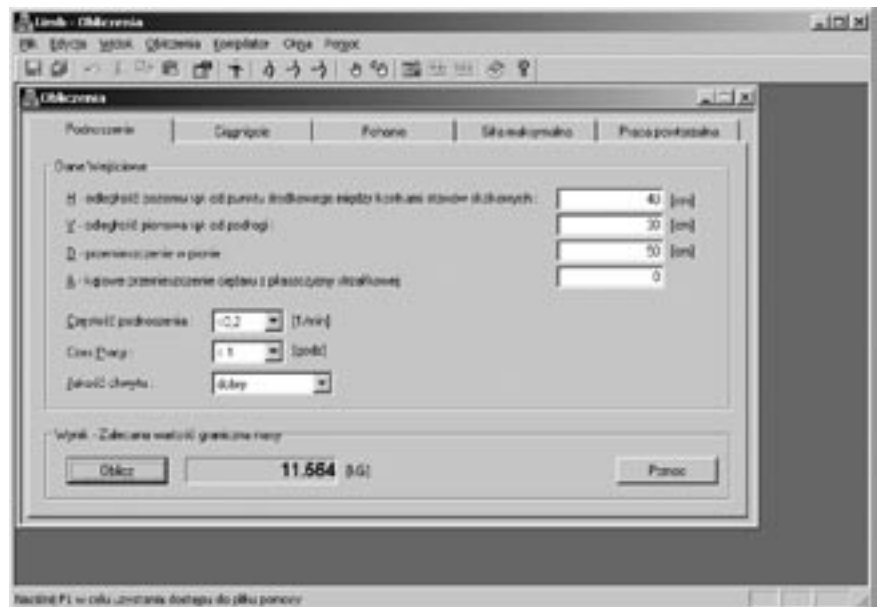 Limb - Obliczenia
Plik Edycja Widok Obliczenia Kompilator Okna Pomoc
Obliczenia
Podnoszenie Ciągnięcie Pchanie Siła maksymalna Praca powtarzalna
Dane Wejściowe
H - odległość pozioma rąk od punktu środkowego między kostkami stawów skokowych : 40 [cm]
V - odległość pionowa rąk od podłogi : 30 [cm]
D - przemieszczenie w pionie 50 [cm]
A - kątowe przemieszczenie ciężaru z płaszczyzny strzałkowej 0
Częstość podnoszenia <0,2 [1/min]
Czas Pracy : < 1 [godz]
Jakość chwytu : dobry
Wynik - Zalecana wartość graniczna masy
Oblicz 11.564 [kG] Pomoc
Naciśnij F1 w celu uzyskania dostępu do pliku pomocy